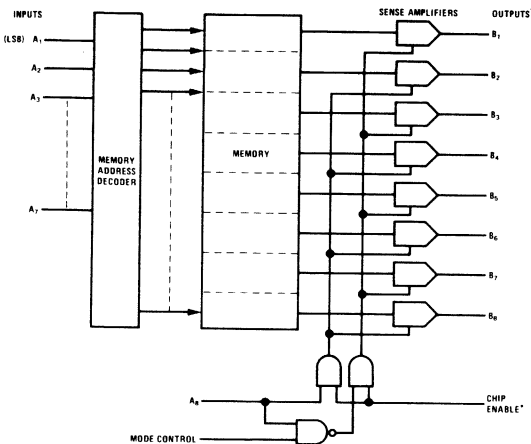 INPUTS
SENSE AMPLIFIERS
OUTPUTS
(LSB) A1
A2
A3
A7
MEMORY
ADDRESS
DECODER
MEMORY
B1
B2
B3
B4
B5
B6
B7
B8
A8
CHIP
ENABLE*
MODE CONTROL